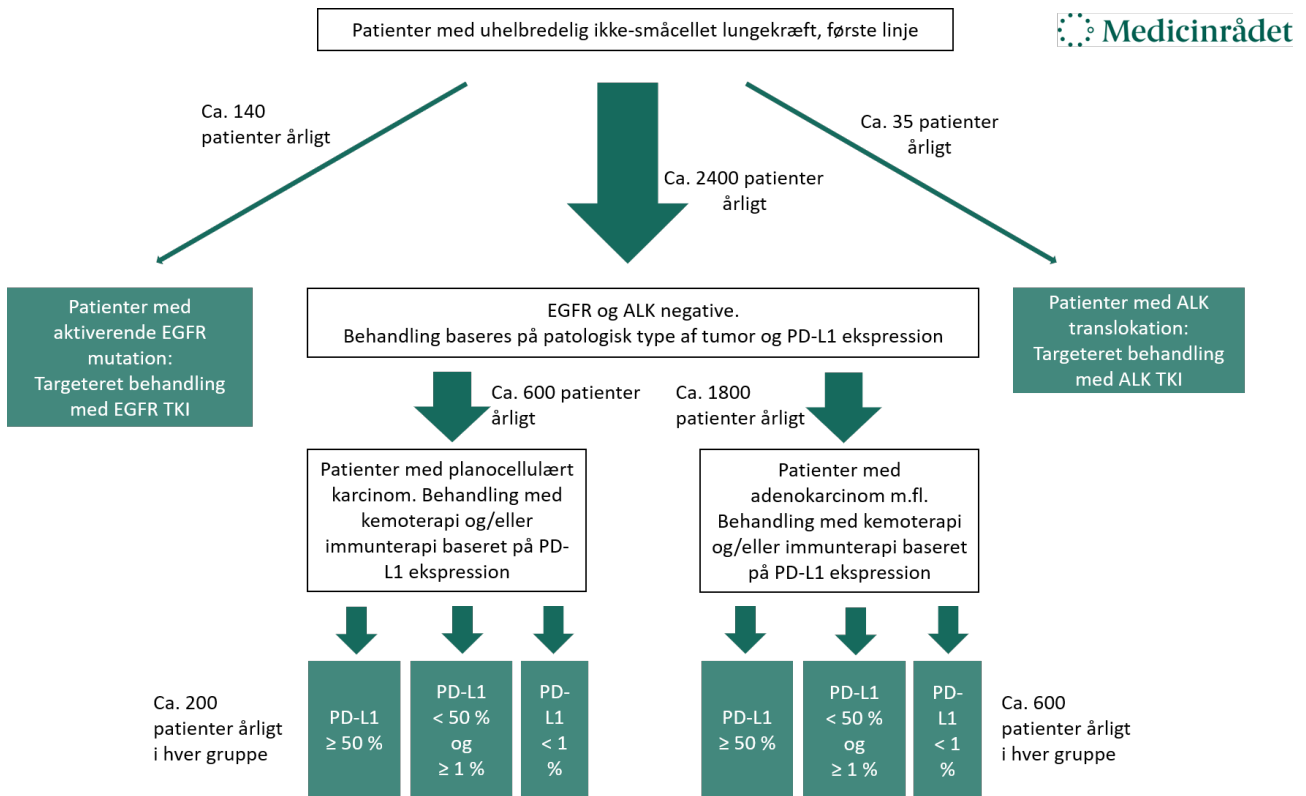 Patienter med uhelbredelig ikke-småcellet lungekræft, første linje
Medicinrådet
Ca. 140
patienter årligt
Ca. 2400 patienter
årligt
Ca. 35 patienter
årligt
Patienter med
aktiverende EGFR
mutation:
Targeteret behandling
med EGFR TKI
EGFR og ALK negative.
Behandling baseres på patologisk type af tumor og PD-L1 ekspression
Patienter med ALK
translokation:
Targeteret behandling
med ALK TKI
Ca. 600 patienter
årligt
Ca. 1800
patienter årligt
Patienter med planocellulært
karcinom. Behandling med
kemoterapi og/eller
immunterapi baseret på PD-
L1 ekspression
Patienter med
adenokarcinom m.fl.
Behandling med kemoterapi
og/eller immunterapi baseret
på PD-L1 ekspression
Ca. 200
patienter årligt
i hver gruppe
PD-L1
≥ 50 %
PD-L1
< 50 %
og
≥ 1 %
PD-
L1
< 1
%
PD-L1
≥ 50 %
PD-L1
< 50 %
og
≥ 1 %
PD-
L1
< 1
%
Ca. 600
patienter årligt
i hver gruppe